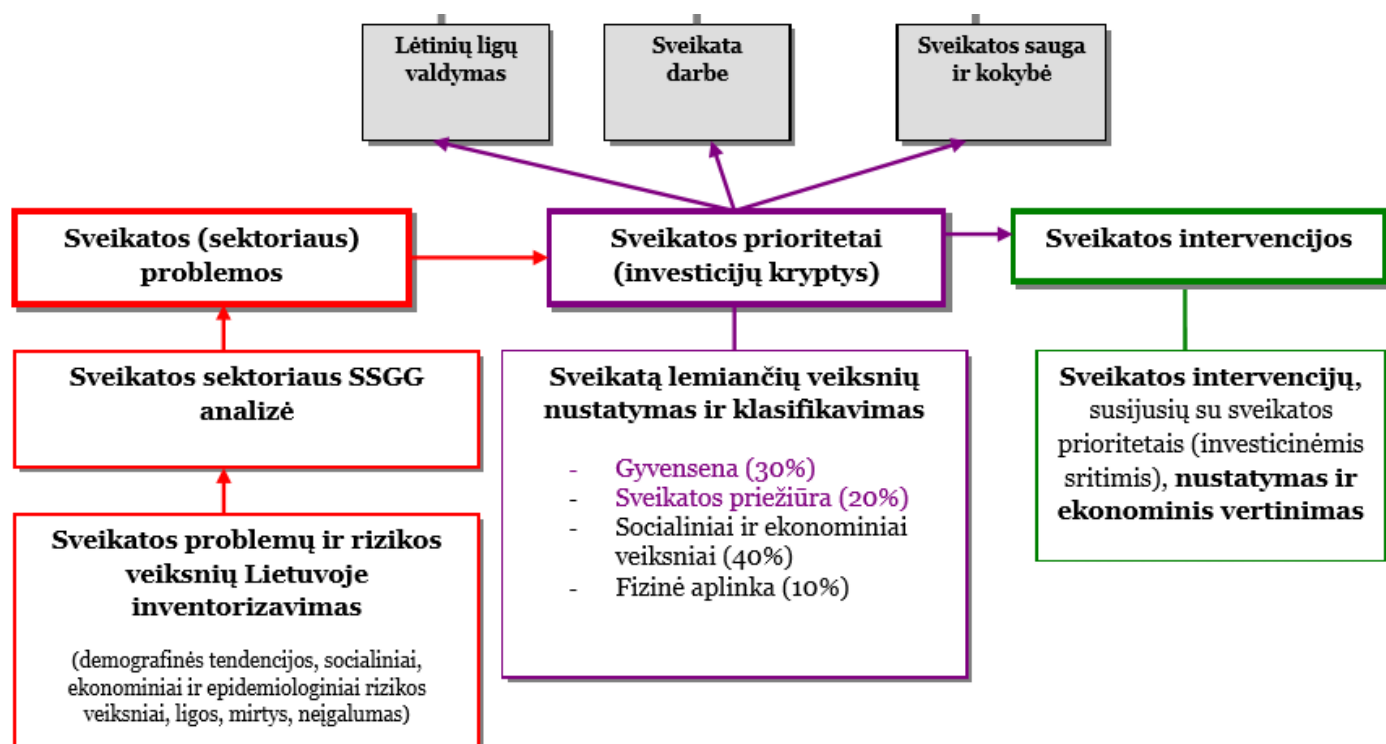 Lėtinių ligų
valdymas
Sveikata
darbe
Sveikatos sauga
ir kokybė
Sveikatos (sektoriaus)
problemos
Sveikatos prioritetai
(investicijų kryptys)
Sveikatos intervencijos
Sveikatos sektoriaus SSGG
analizė
Sveikatą lemiančių veiksnių
nustatymas ir klasifikavimas
- Gyvensena (30%)
- Sveikatos priežiūra (20%)
- Socialiniai ir ekonominiai
veiksniai (40%)
- Fizinė aplinka (10%)
Sveikatos intervencijų,
susijusių su sveikatos
prioritetais (investicinėmis
sritimis), nustatymas ir
ekonominis vertinimas
Sveikatos problemų ir rizikos
veiksnių Lietuvoje
inventorizavimas
(demografinės tendencijos, socialiniai,
ekonominiai ir epidemiologiniai rizikos
veiksniai, ligos, mirtys, neįgalumas)